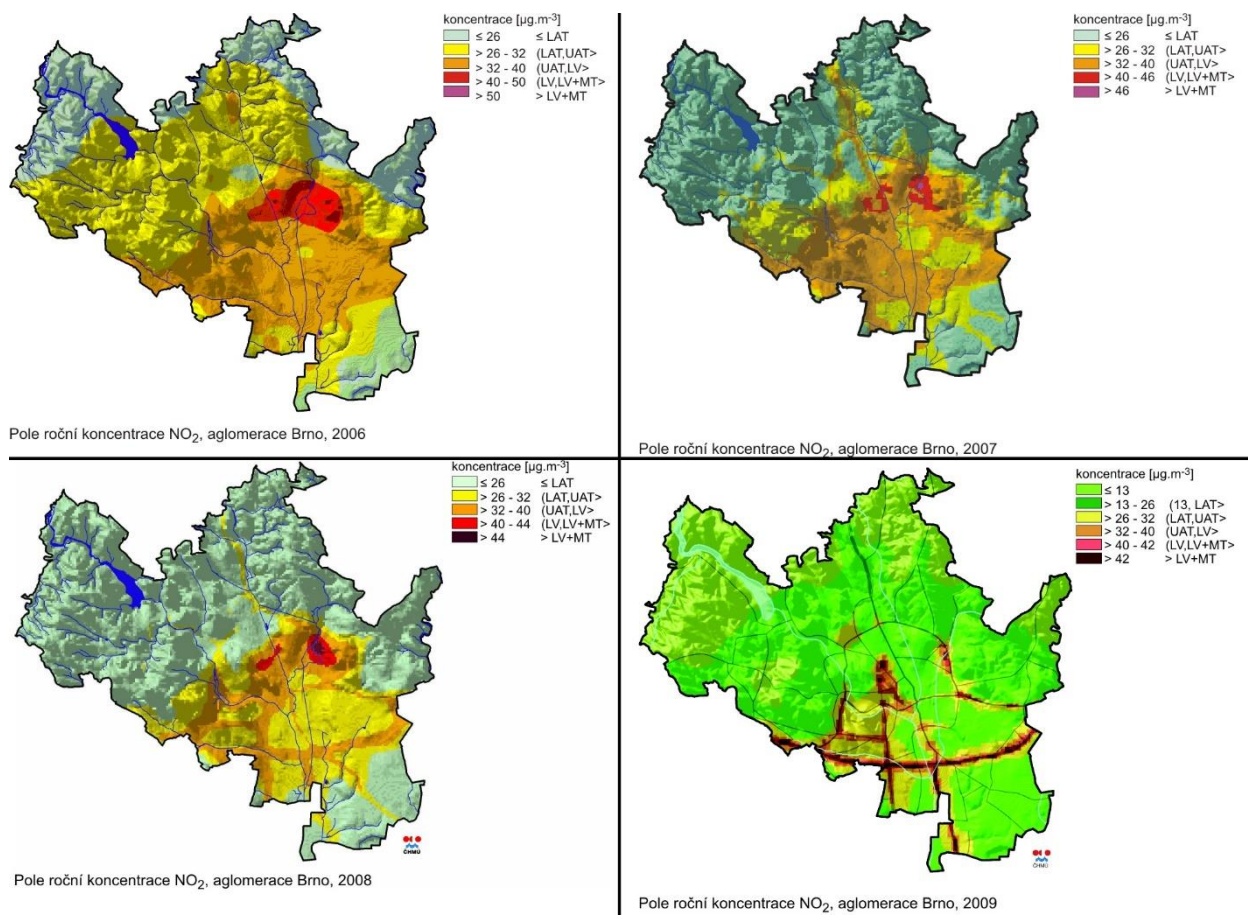 koncentrace [µg.m-3]
≤ 26 ≤ LAT
> 26 - 32 (LAT,UAT>
> 32 - 40 (UAT,LV>
> 40 - 50 (LV,LV+MT>
> 50 > LV+MT
Pole roční koncentrace NO2, aglomerace Brno, 2006
koncentrace [µg.m-3]
≤ 26 ≤ LAT
> 26 - 32 (LAT,UAT>
> 32 - 40 (UAT,LV>
> 40 - 46 (LV,LV+MT>
> 46 > LV+MT
Pole roční koncentrace NO2, aglomerace Brno, 2007
koncentrace [µg.m-3]
≤ 26 ≤ LAT
> 26 - 32 (LAT,UAT>
> 32 - 40 (UAT,LV>
> 40 - 44 (LV,LV+MT>
> 44 > LV+MT
ČHMÚ
Pole roční koncentrace NO2, aglomerace Brno, 2008
koncentrace [µg.m-3]
≤ 13
> 13 - 26 (13, LAT>
> 26 - 32 (LAT,UAT>
> 32 - 40 (UAT,LV>
> 40 - 42 (LV,LV+MT>
> 42 > LV+MT
ČHMÚ
Pole roční koncentrace NO2, aglomerace Brno, 2009